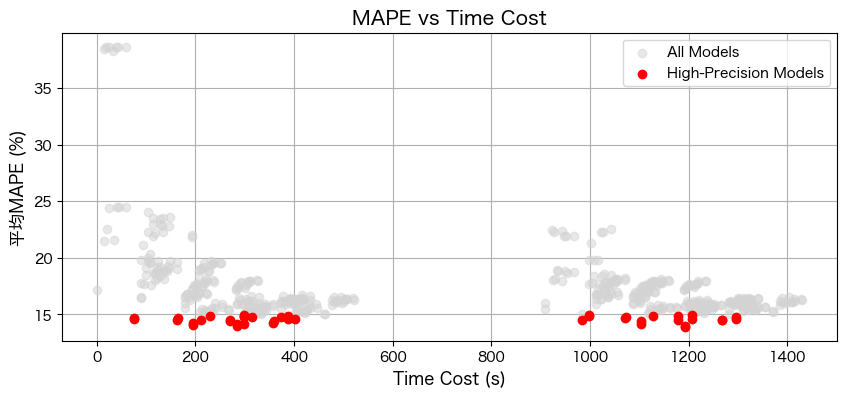 MAPE vs Time Cost
All Models
High-Precision Models
平均MAPE (%)
35
30
25
20
15
0
200
400
600
800
1000
1200
1400
Time Cost (s)